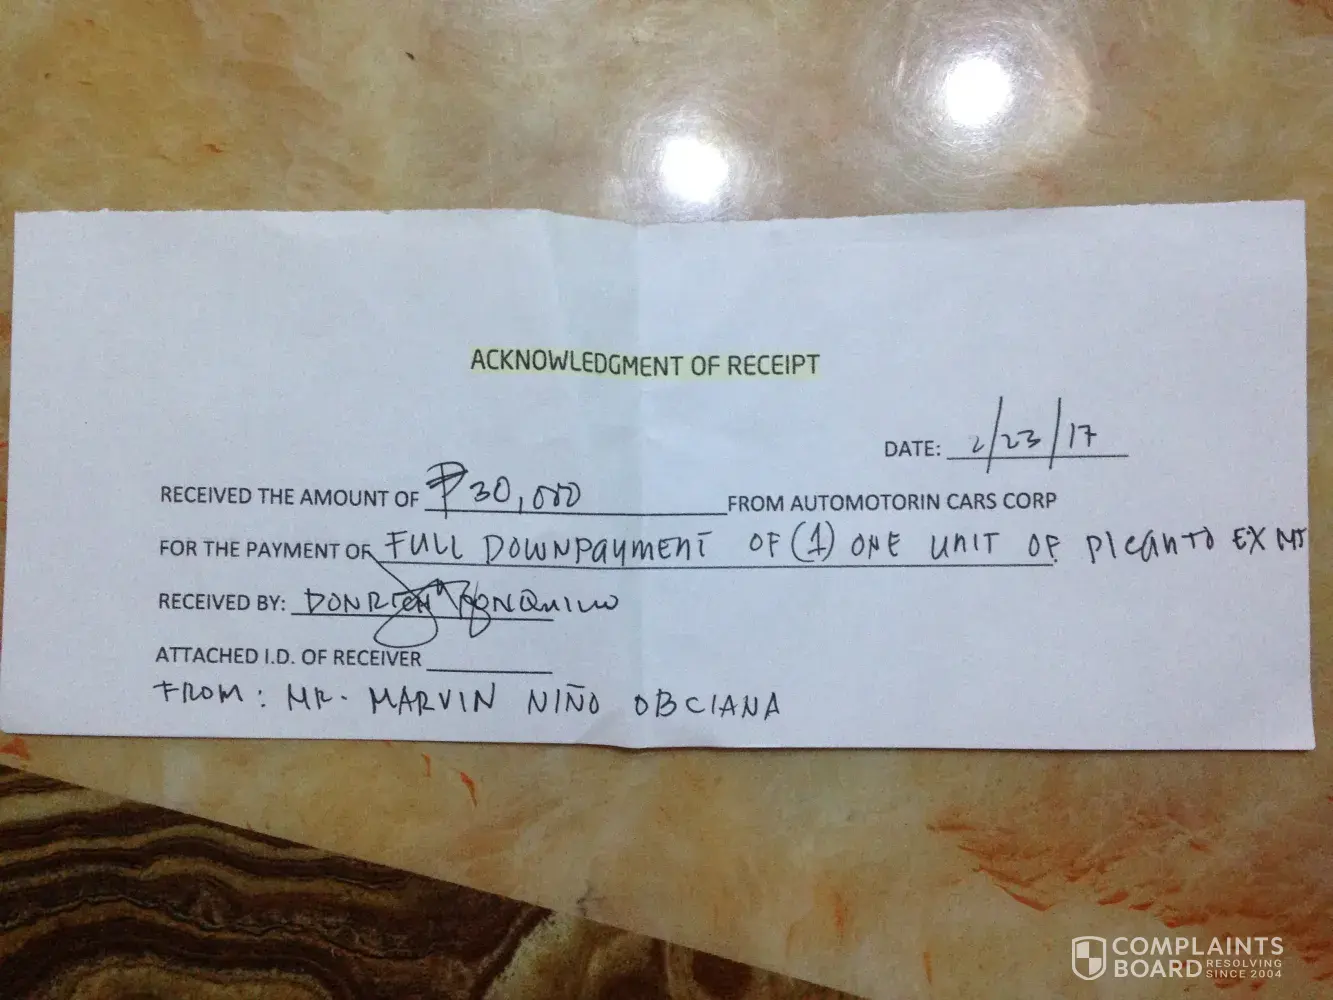 ACKNOWLEDGMENT OF RECEIPT
DATE: 2/23/17
RECEIVED THE AMOUNT OF ₱30,000 FROM AUTOMOTORIN CARS CORP
FOR THE PAYMENT OF FULL DOWNPAYMENT OF (1) ONE UNIT OF PICANTO EX MT
RECEIVED BY: DONRICH RONQUILLO
ATTACHED I.D. OF RECEIVER
FROM: MR. MARVIN NIÑO OBCIANA
COMPLAINTS
BOARD RESOLVING
SINCE 2004